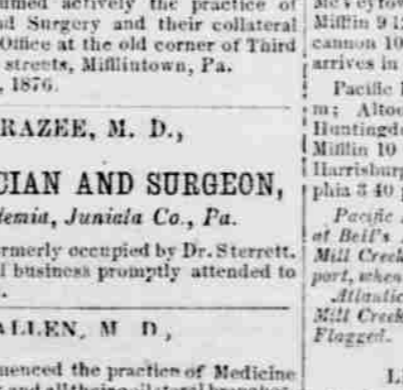 umed actively the practice of
d Surgery and their collateral
Office at the old corner of Third
streets, Mifflintown, Pa.
, 1876.
RAZEE, M. D.,
CIAN AND SURGEON,
demia, Juniata Co., Pa.
ormerly occupied by Dr. Sterrett.
l business promptly attended to
ALLEN, M D,
menced the practice of Medicine
Mifflin 9 12
cannon 10
arrives in
Pacific
m; Altoo
Huntingdo
Mifflin 10
Harrisburg
phia 3 40
Pacific
at Bell's
Mill Creek
port, when
Atlantic
Mill Creek
Flagged.
L